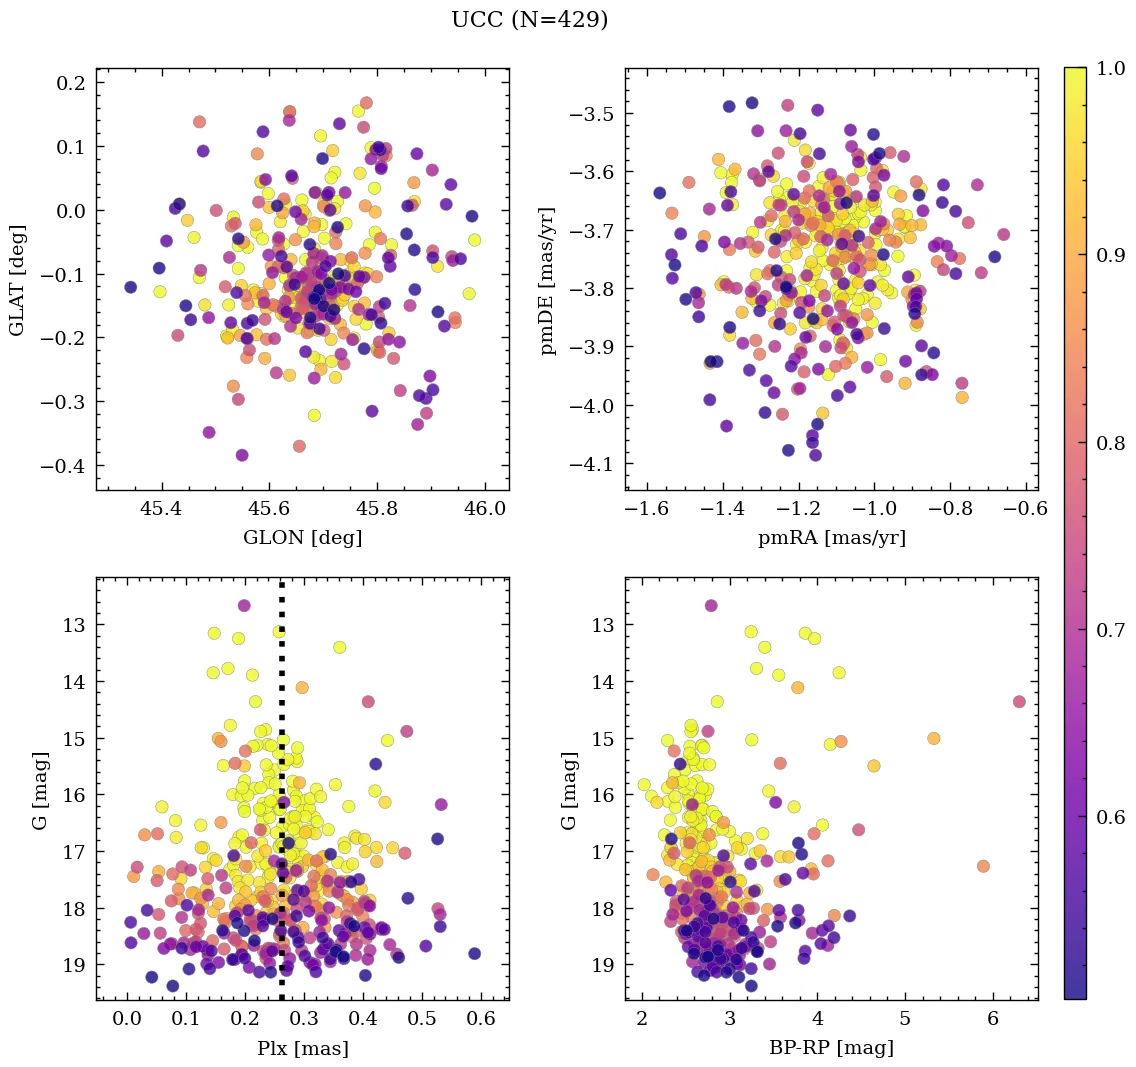 UCC (N=429)
0.2
0.1
0.0
−0.1
−0.2
−0.3
−0.4
GLAT [deg]
45.4 45.6 45.8 46.0
GLON [deg]
−3.5
−3.6
−3.7
−3.8
−3.9
−4.0
−4.1
pmDE [mas/yr]
−1.6 −1.4 −1.2 −1.0 −0.8 −0.6
pmRA [mas/yr]
13
14
15
16
17
18
19
G [mag]
0.0 0.1 0.2 0.3 0.4 0.5 0.6
Plx [mas]
13
14
15
16
17
18
19
G [mag]
2 3 4 5 6
BP-RP [mag]
1.0
0.9
0.8
0.7
0.6